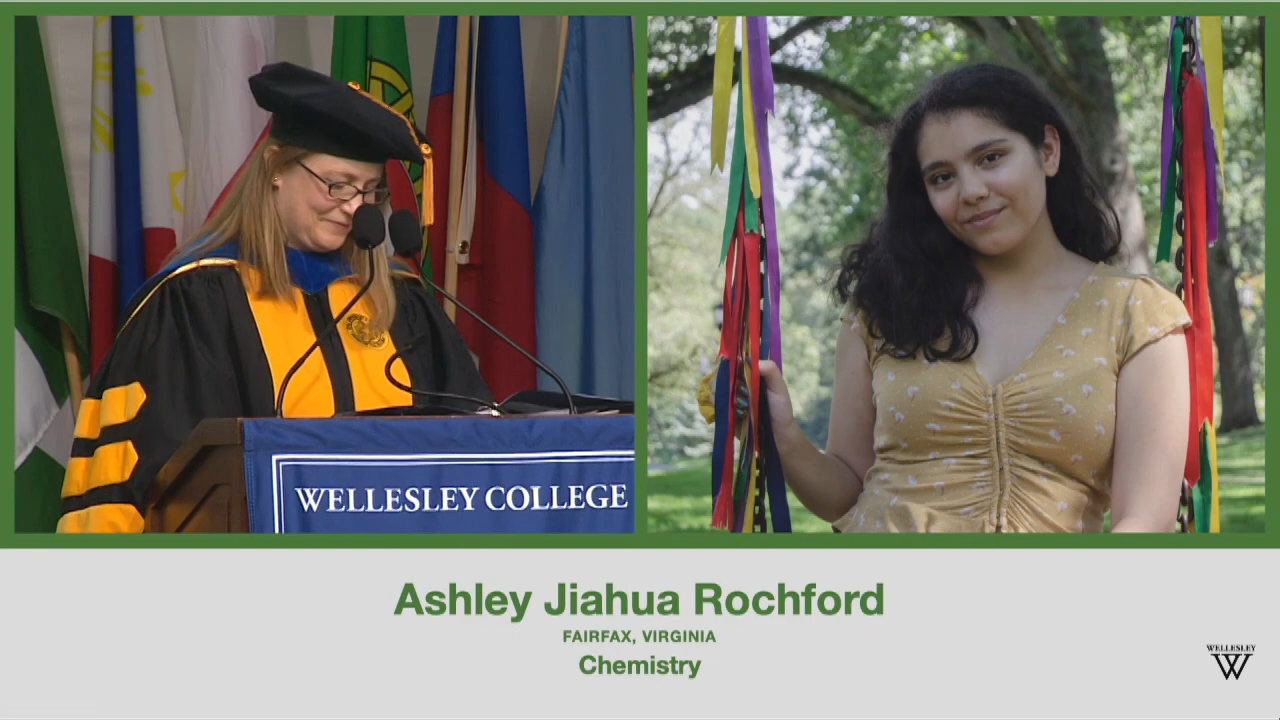 WELLESLEY COLLEGE
Ashley Jiahua Rochford
FAIRFAX, VIRGINIA
Chemistry
WELLESLEY
W